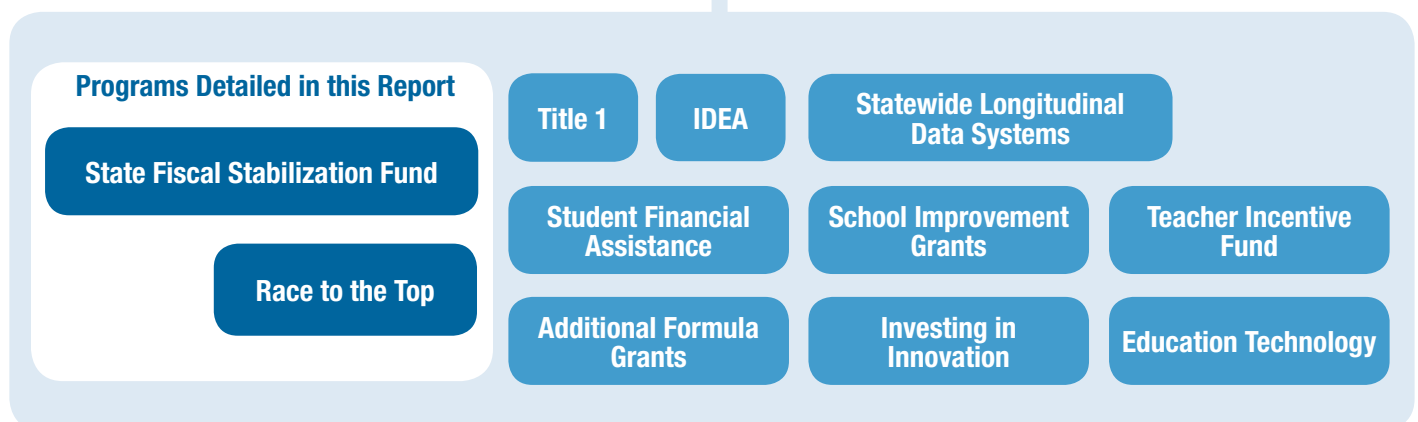 Programs Detailed in this Report
State Fiscal Stabilization Fund
Race to the Top
Title 1
IDEA
Statewide Longitudinal
Data Systems
Student Financial
Assistance
School Improvement
Grants
Teacher Incentive
Fund
Additional Formula
Grants
Investing in
Innovation
Education Technology